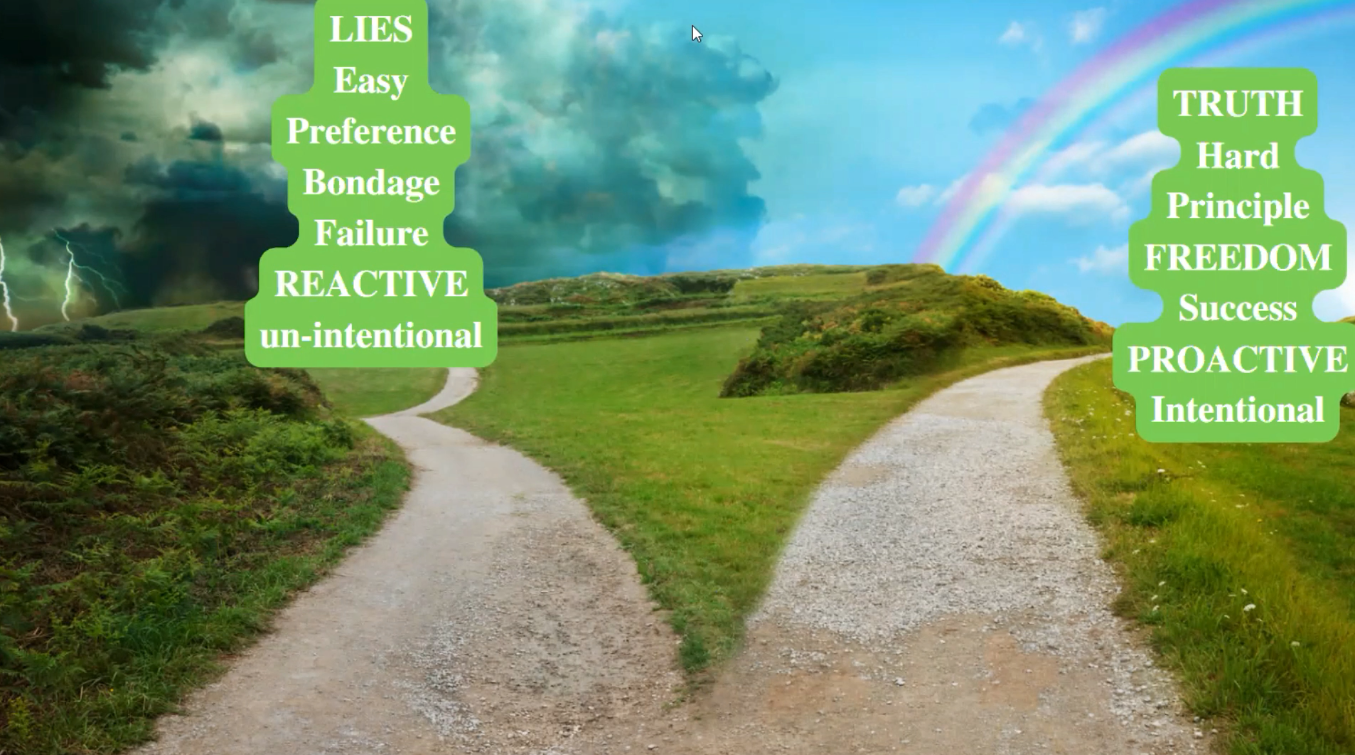 LIES
Easy
Preference
Bondage
Failure
REACTIVE
un-intentional
TRUTH
Hard
Principle
FREEDOM
Success
PROACTIVE
Intentional